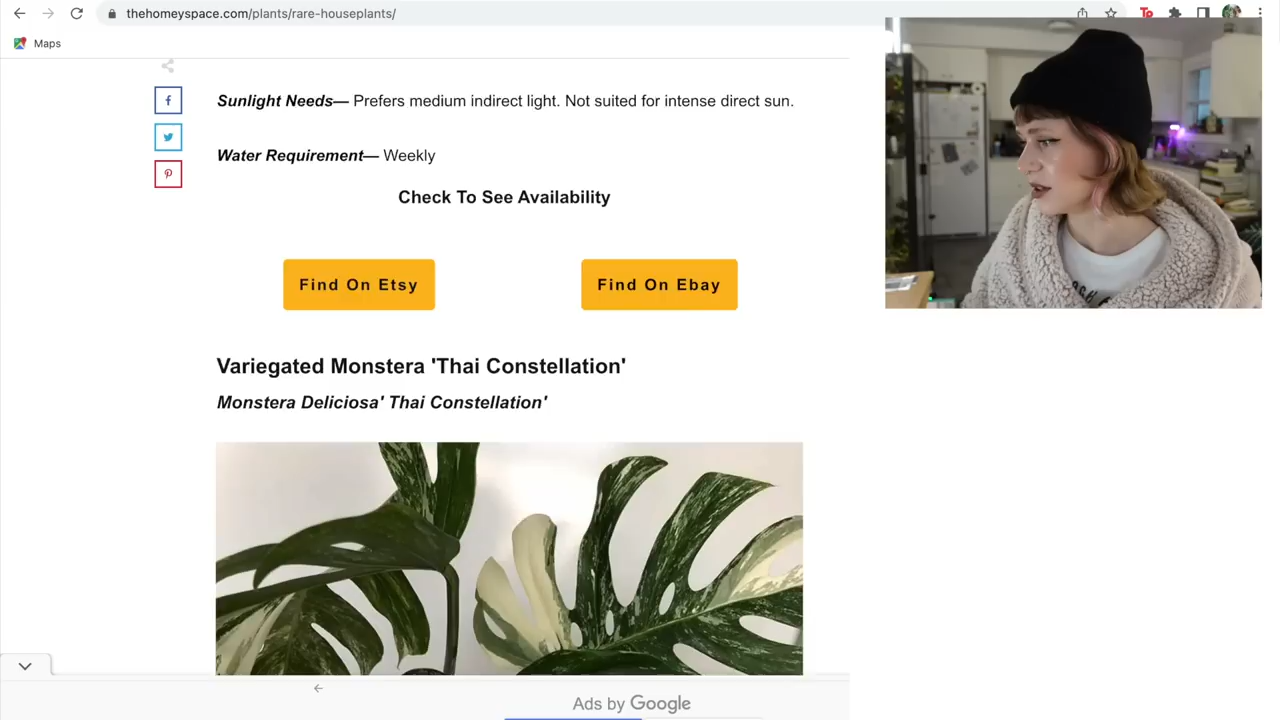 thehomeyspace.com/plants/rare-houseplants/
Maps
Sunlight Needs— Prefers medium indirect light. Not suited for intense direct sun.
Water Requirement— Weekly
Check To See Availability
Find On Etsy
Find On Ebay
Variegated Monstera 'Thai Constellation'
Monstera Deliciosa' Thai Constellation'
Ads by Google